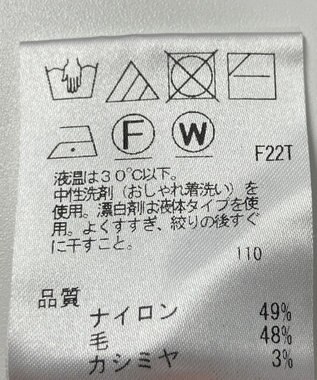 F
W
F22T
液温は30℃以下。
中性洗剤（おしゃれ着洗い）を
使用。漂白剤は液体タイプを使
用。よくすすぎ、絞りの後すぐ
に干すこと。
110
品質
ナイロン 49%
毛 48%
カシミヤ 3%